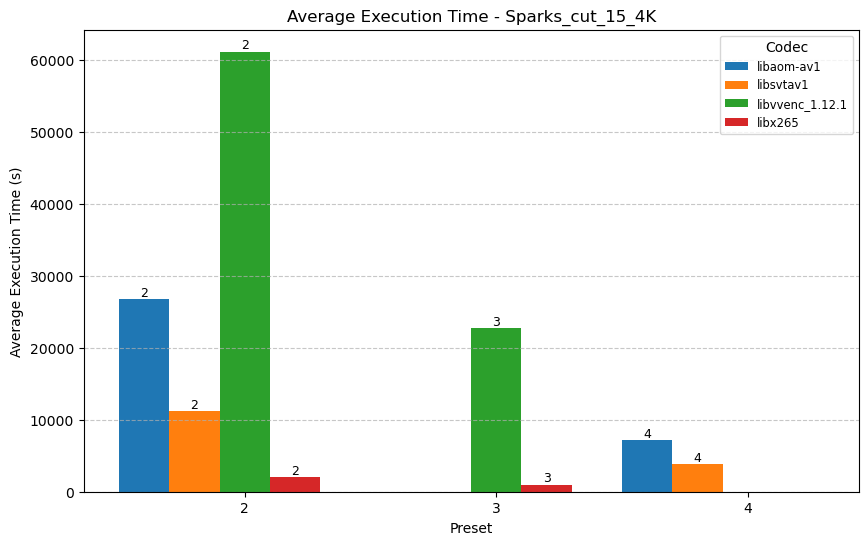 Average Execution Time - Sparks_cut_15_4K
Codec
libaom-av1
libsvtav1
libvvenc_1.12.1
libx265
Average Execution Time (s)
60000
50000
40000
30000
20000
10000
0
2
2
2
2
3
3
4
4
2
3
4
Preset